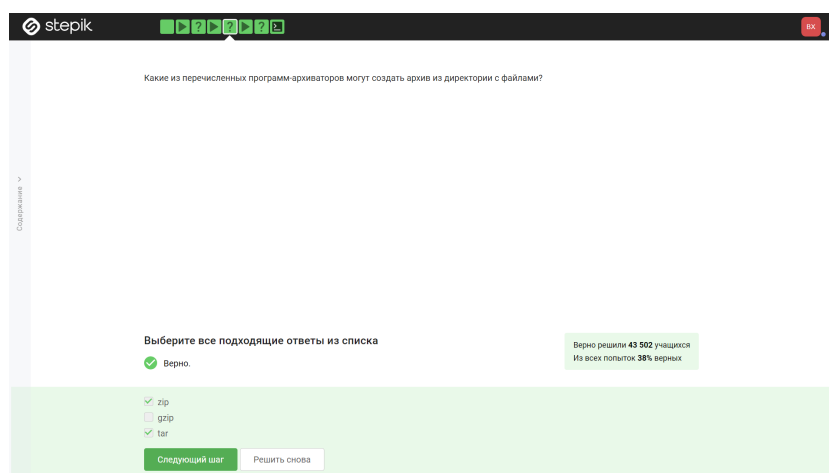 stepik
BX
Какие из перечисленных программ-архиваторов могут создать архив из директории с файлами?
Содержание
Выберите все подходящие ответы из списка
Верно.
Верно решили 43 502 учащихся
Из всех попыток 38% верных
zip
gzip
tar
Следующий шаг
Решить снова